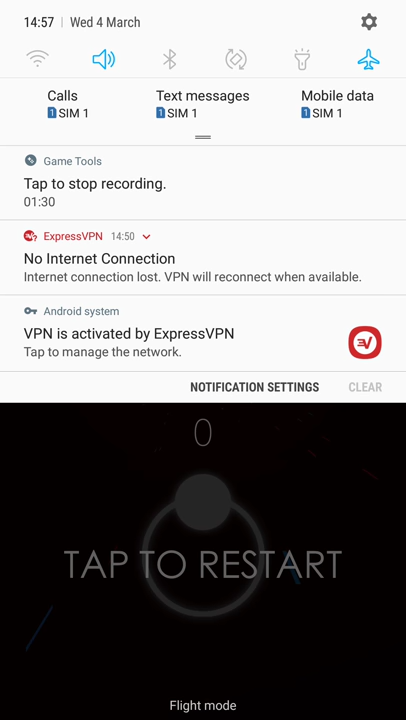 14:57 | Wed 4 March
Calls
1 SIM 1
Text messages
1 SIM 1
Mobile data
1 SIM 1
Game Tools
Tap to stop recording.
01:30
ExpressVPN 14:50
No Internet Connection
Internet connection lost. VPN will reconnect when available.
Android system
VPN is activated by ExpressVPN
Tap to manage the network.
NOTIFICATION SETTINGS CLEAR
0
TAP TO RESTART
Flight mode